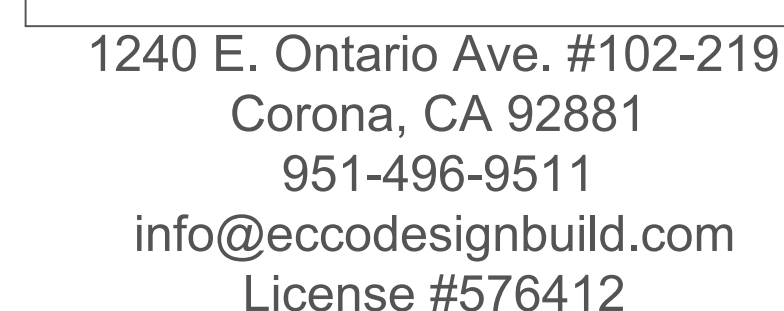 1240 E. Ontario Ave. #102-219
Corona, CA 92881
951-496-9511
info@eccodesignbuild.com
License #576412